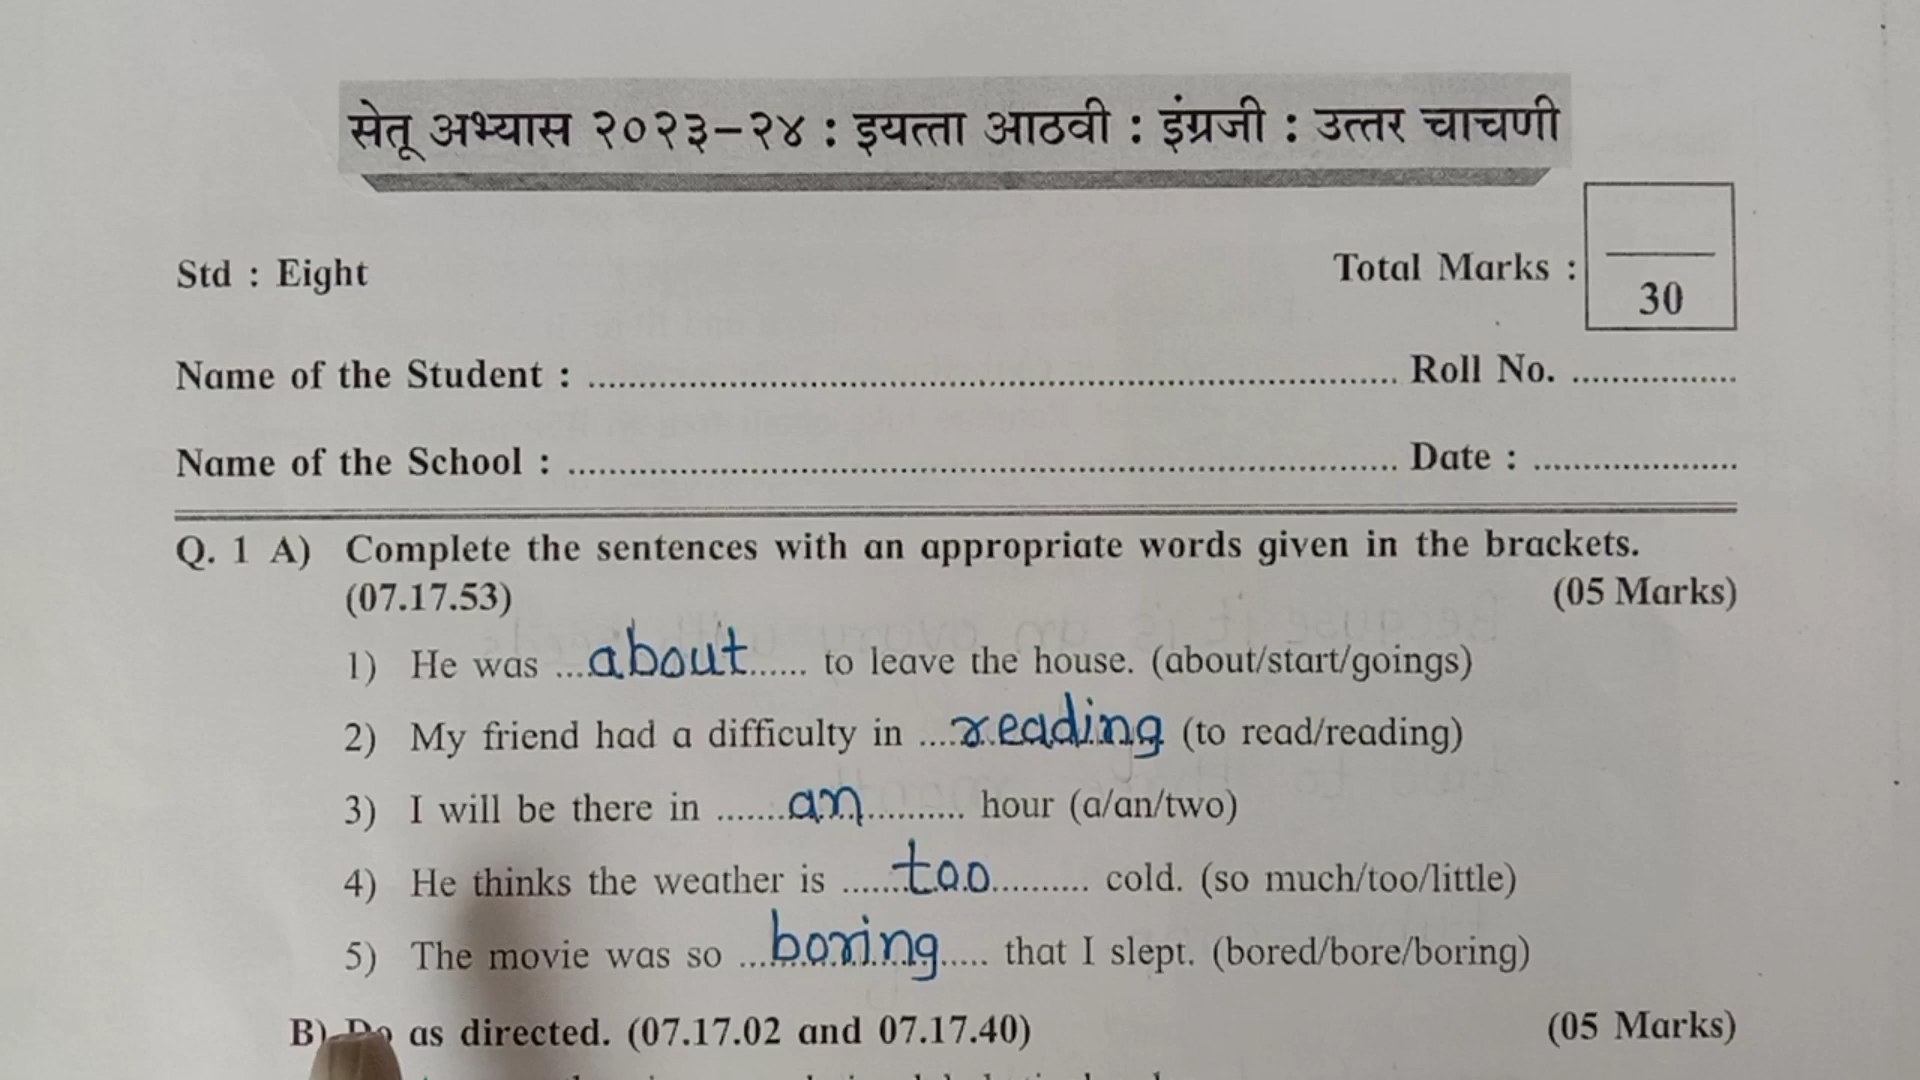 सेतू अभ्यास २०२३–२४ : इयत्ता आठवी : इंग्रजी : उत्तर चाचणी
Std : Eight
Total Marks :
30
Name of the Student : ........................ Roll No. ................
Name of the School : ........................ Date : ....................
Q. 1 A) Complete the sentences with an appropriate words given in the brackets.
(07.17.53) (05 Marks)
1) He was ....about...... to leave the house. (about/start/goings)
2) My friend had a difficulty in ....reading (to read/reading)
3) I will be there in .......an.......... hour (a/an/two)
4) He thinks the weather is ......too.......... cold. (so much/too/little)
5) The movie was so ...boring..... that I slept. (bored/bore/boring)
B) Do as directed. (07.17.02 and 07.17.40) (05 Marks)